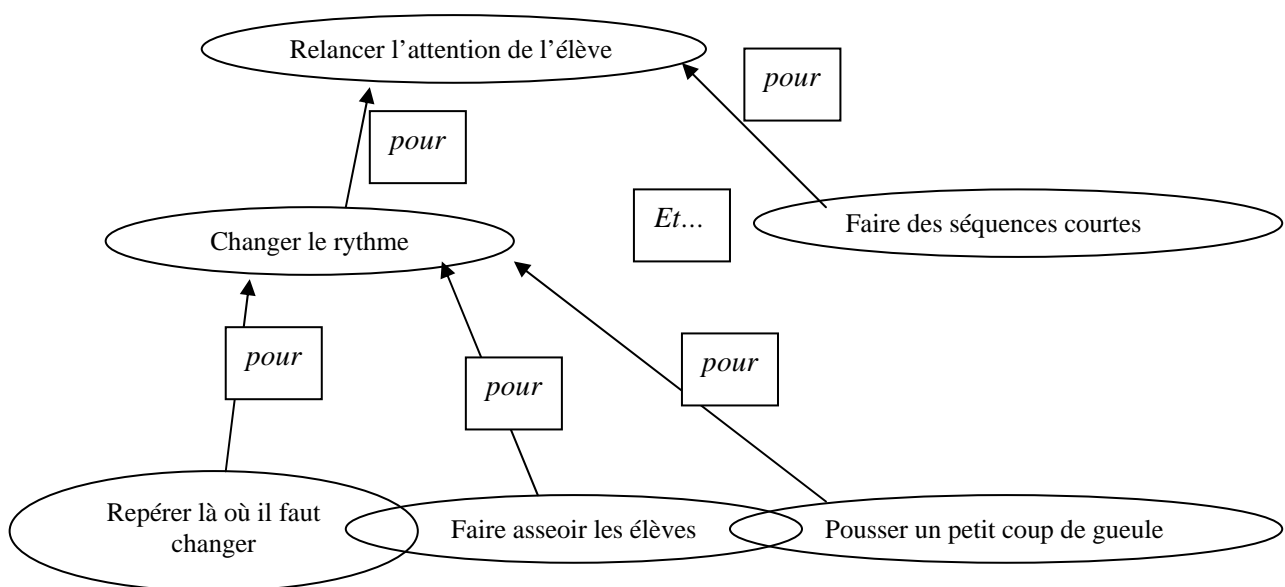 Relancer l’attention de l’élève
pour
pour
Et…
Faire des séquences courtes
Changer le rythme
pour
pour
pour
Repérer là où il faut
changer
Faire asseoir les élèves
Pousser un petit coup de gueule